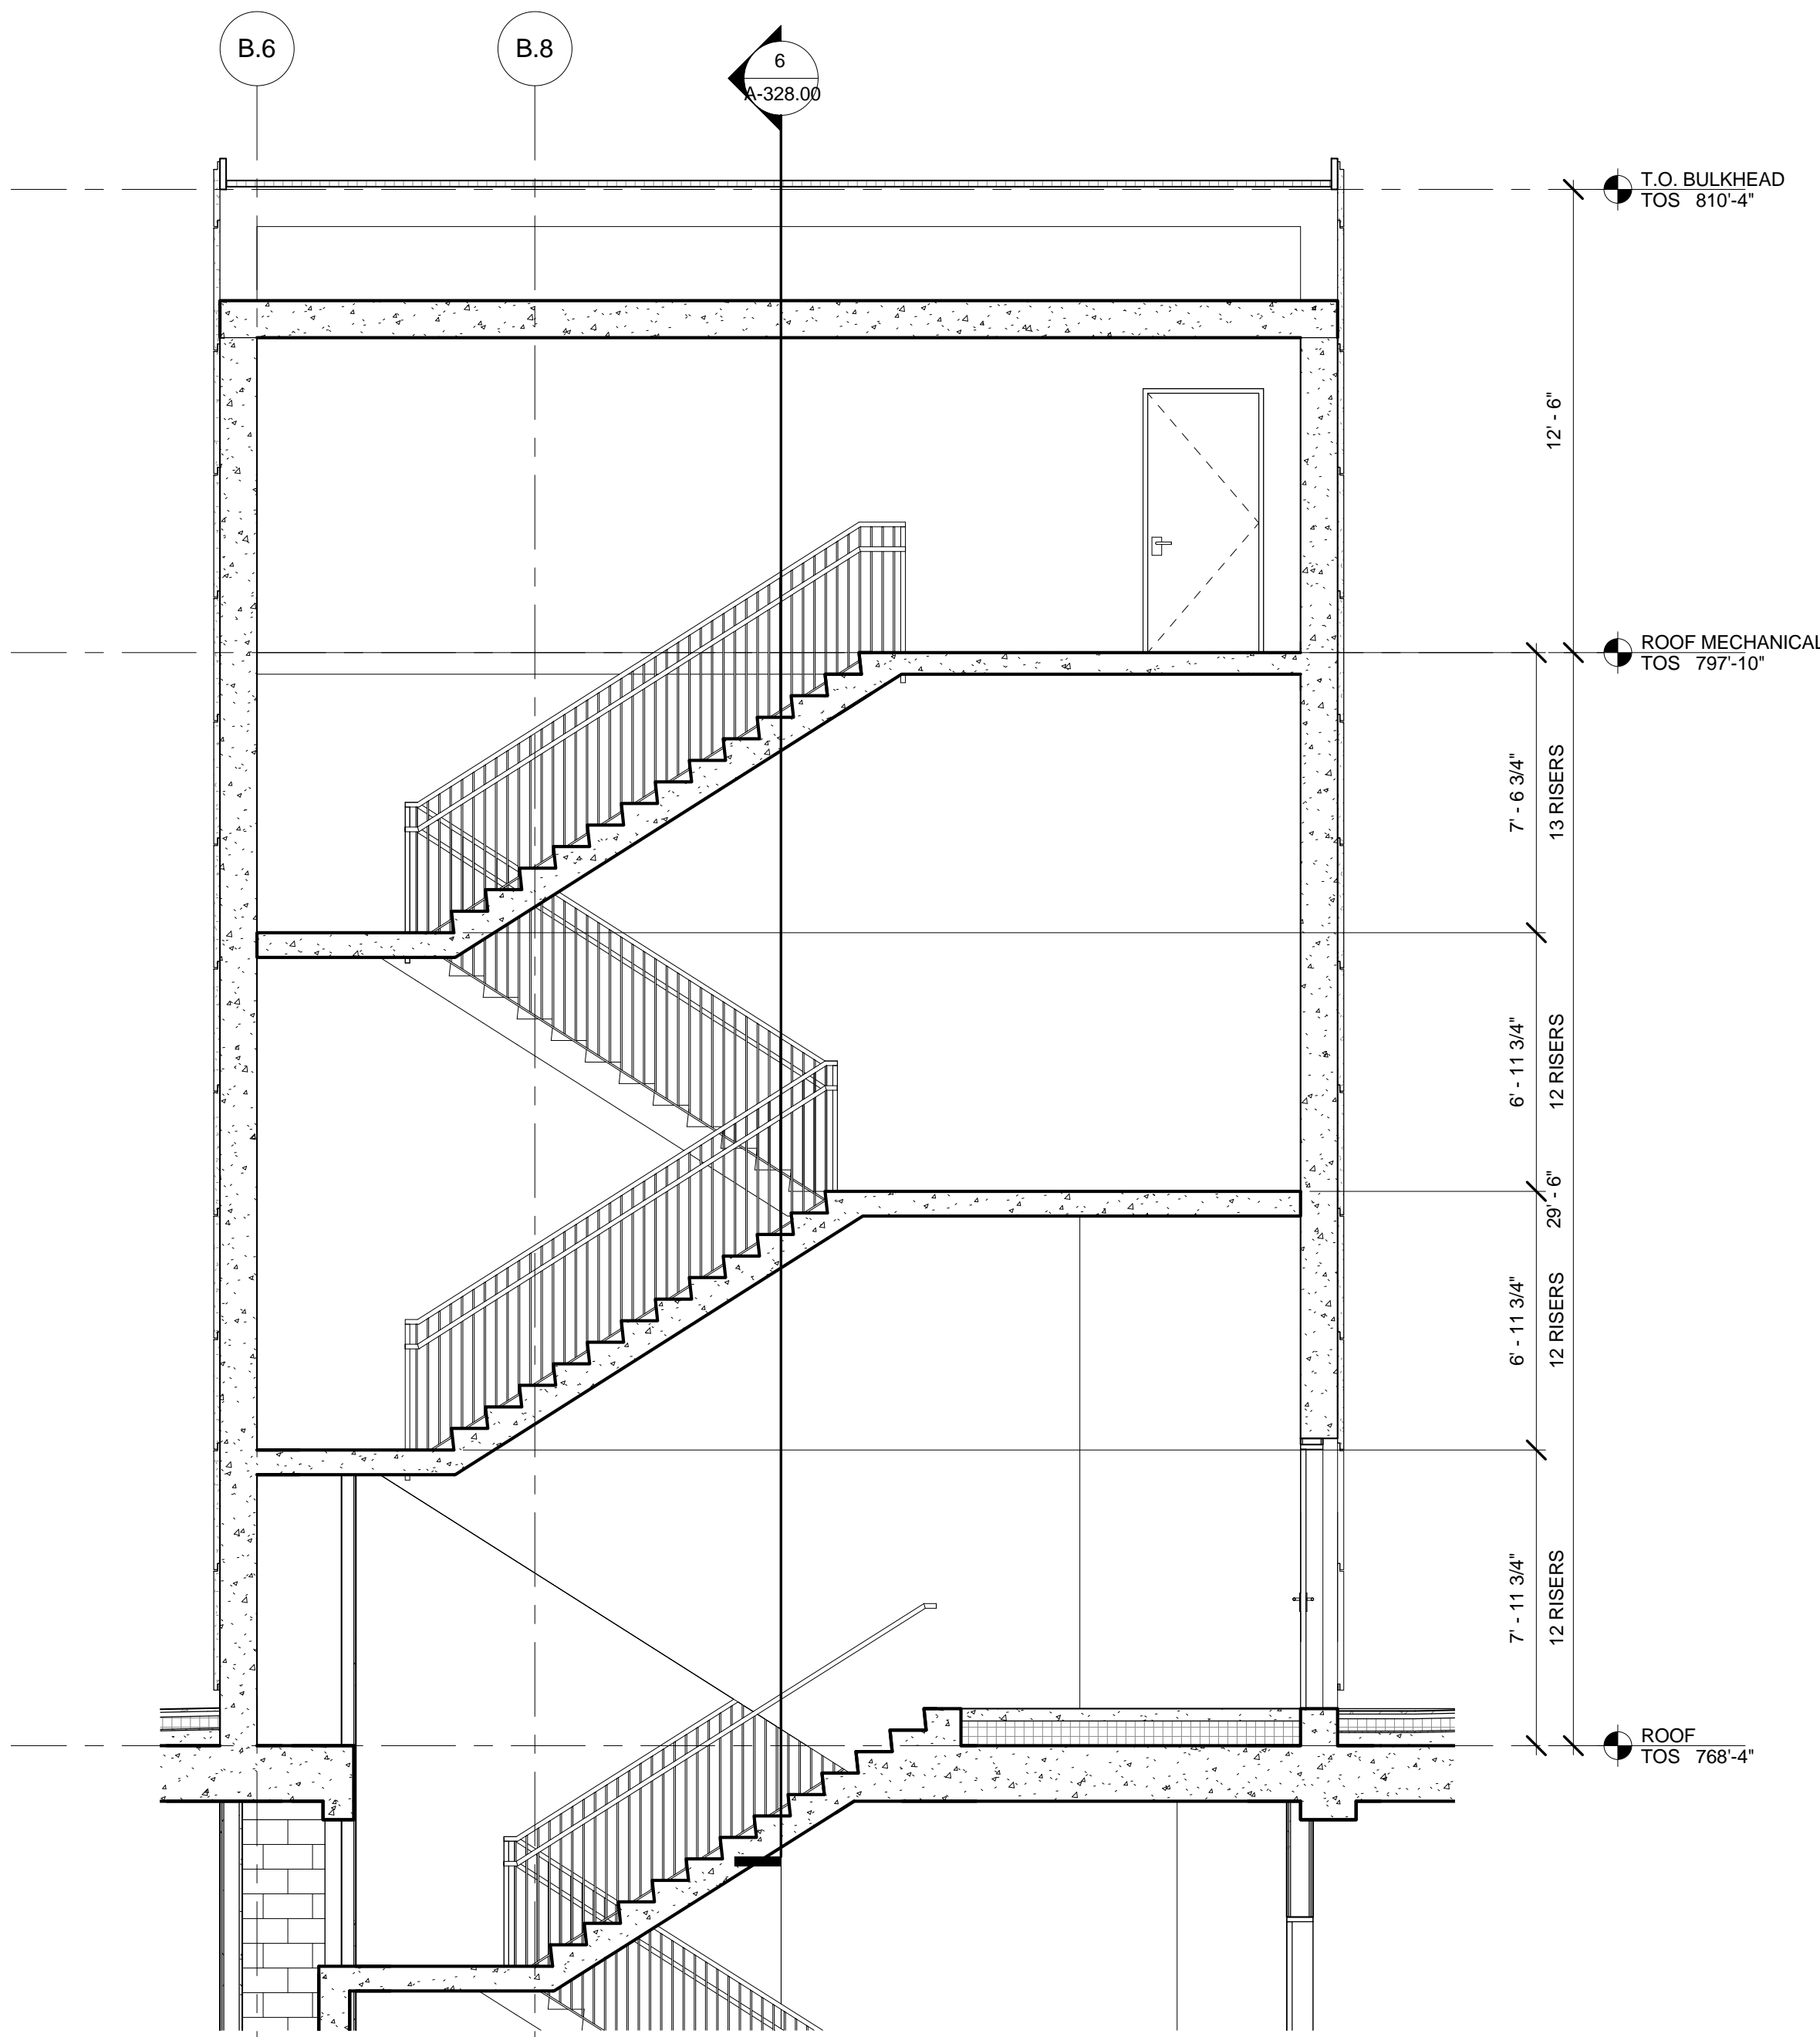 B.6
B.8
6
A-328.00
T.O. BULKHEAD
TOS 810'-4"
12' - 6"
ROOF MECHANICAL
TOS 797'-10"
7' - 6 3/4"
13 RISERS
6' - 11 3/4"
12 RISERS
29' - 6"
6' - 11 3/4"
12 RISERS
7' - 11 3/4"
12 RISERS
ROOF
TOS 768'-4"